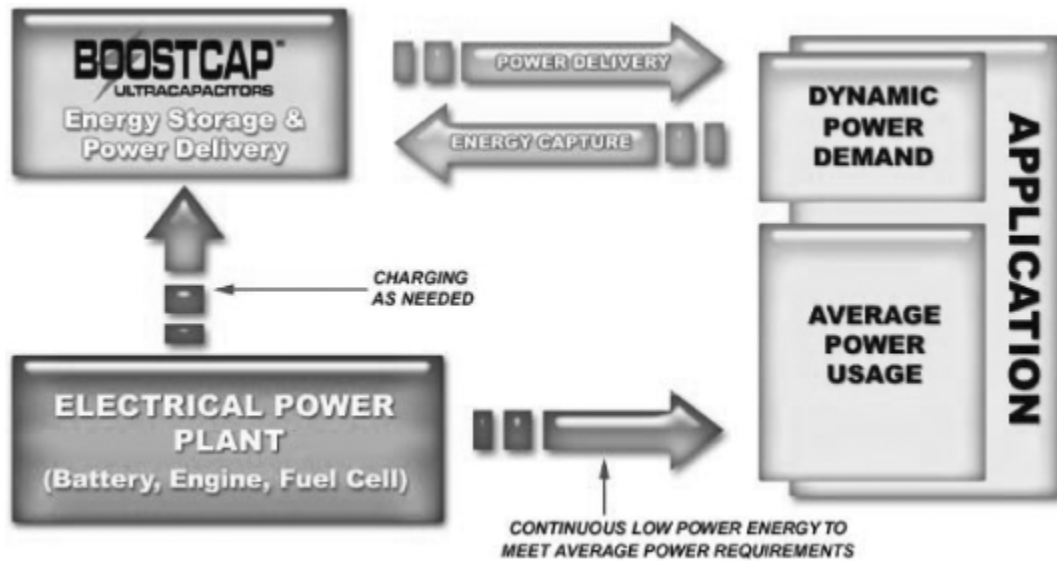 BOOSTCAP™
ULTRACAPACITORS
Energy Storage &
Power Delivery
POWER DELIVERY
ENERGY CAPTURE
DYNAMIC
POWER
DEMAND
APPLICATION
CHARGING
AS NEEDED
AVERAGE
POWER
USAGE
ELECTRICAL POWER
PLANT
(Battery, Engine, Fuel Cell)
CONTINUOUS LOW POWER ENERGY TO
MEET AVERAGE POWER REQUIREMENTS